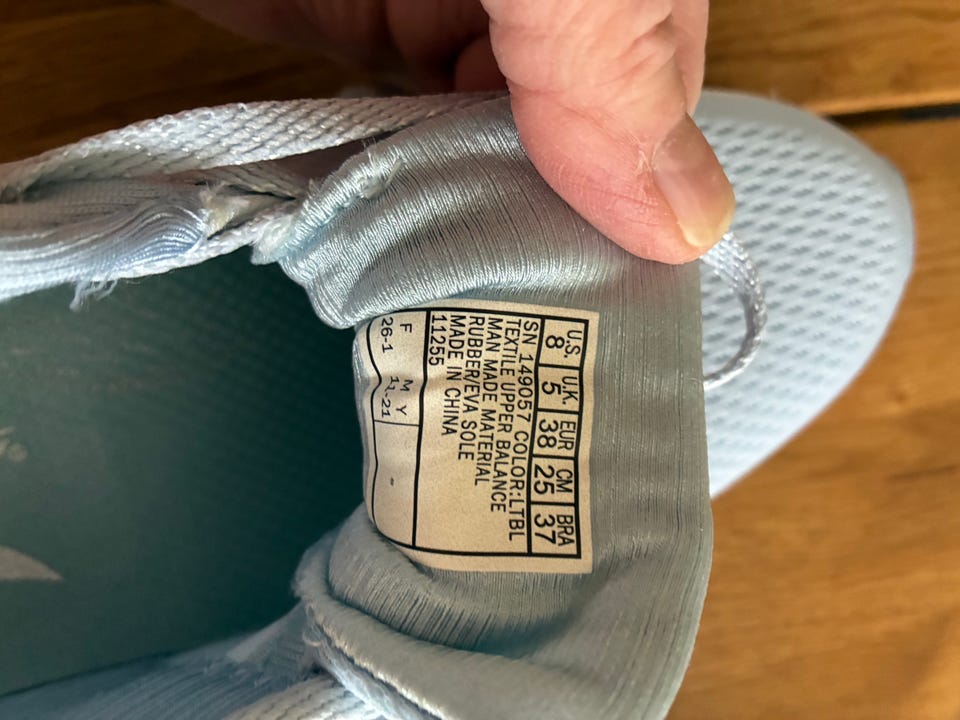 U.S. U.K. EUR CM BRA
8 5 38 25 37
SN 149057 COLOR:LTBL
TEXTILE UPPER BALANCE
MAN MADE MATERIAL
RUBBER/EVA SOLE
MADE IN CHINA
11255
F M Y
26-1 11-21 -